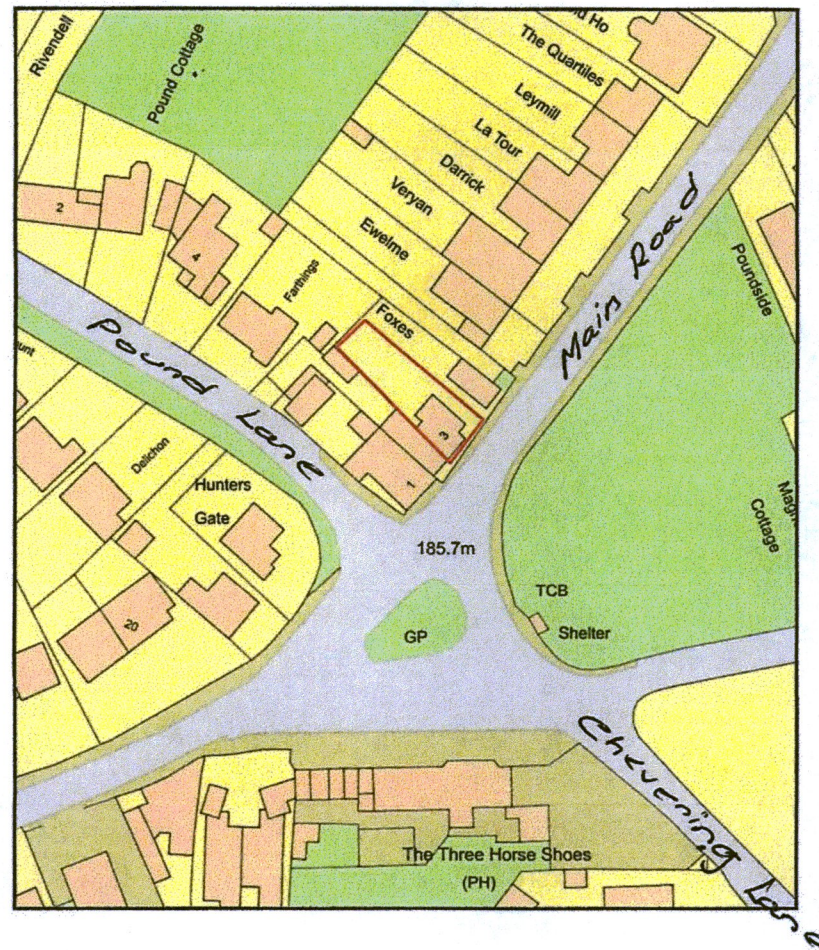 Rivendell
Pound Cottage
The Quartiles
Leymill
La Tour
Darrick
Veryan
Ewelme
Farthings
Foxes
2
4
3
1
Main Road
Poundside
Pound Lane
Delichon
Hunters
Gate
185.7m
Cottage
TCB
Shelter
GP
20
Chevening Lane
The Three Horse Shoes
(PH)